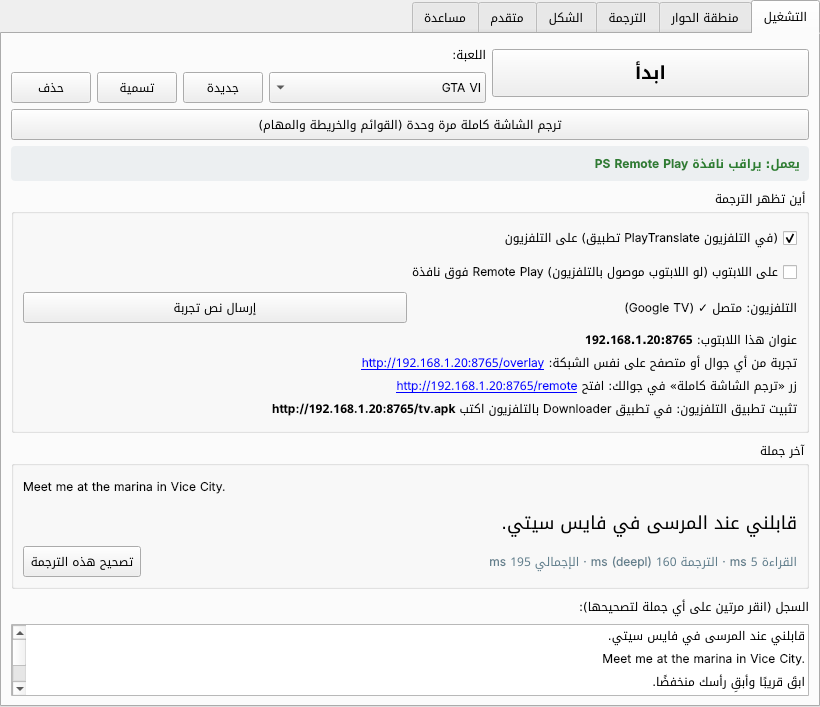 التشغيل
منطقة الحوار
الترجمة
الشكل
متقدم
مساعدة
ابدأ
اللعبة:
GTA VI
جديدة
تسمية
حذف
ترجم الشاشة كاملة مرة وحدة (القوائم والخريطة والمهام)
يعمل: يراقب نافذة PS Remote Play
أين تظهر الترجمة
(في التلفزيون PlayTranslate تطبيق) على التلفزيون
على اللابتوب (لو اللابتوب موصول بالتلفزيون) Remote Play فوق نافذة
التلفزيون: متصل ✓ (Google TV)
إرسال نص تجربة
عنوان هذا اللابتوب: 192.168.1.20:8765
تجربة من أي جوال أو متصفح على نفس الشبكة: http://192.168.1.20:8765/overlay
زر «ترجم الشاشة كاملة» في جوالك: افتح http://192.168.1.20:8765/remote
تثبيت تطبيق التلفزيون: في تطبيق Downloader بالتلفزيون اكتب http://192.168.1.20:8765/tv.apk
آخر جملة
Meet me at the marina in Vice City.
قابلني عند المرسى في فايس سيتي.
القراءة 5 ms · الترجمة 160 ms (deepl) · الإجمالي 195 ms
تصحيح هذه الترجمة
السجل (انقر مرتين على أي جملة لتصحيحها):
قابلني عند المرسى في فايس سيتي.
Meet me at the marina in Vice City.
ابقَ قريبًا وأبقِ رأسك منخفضًا.